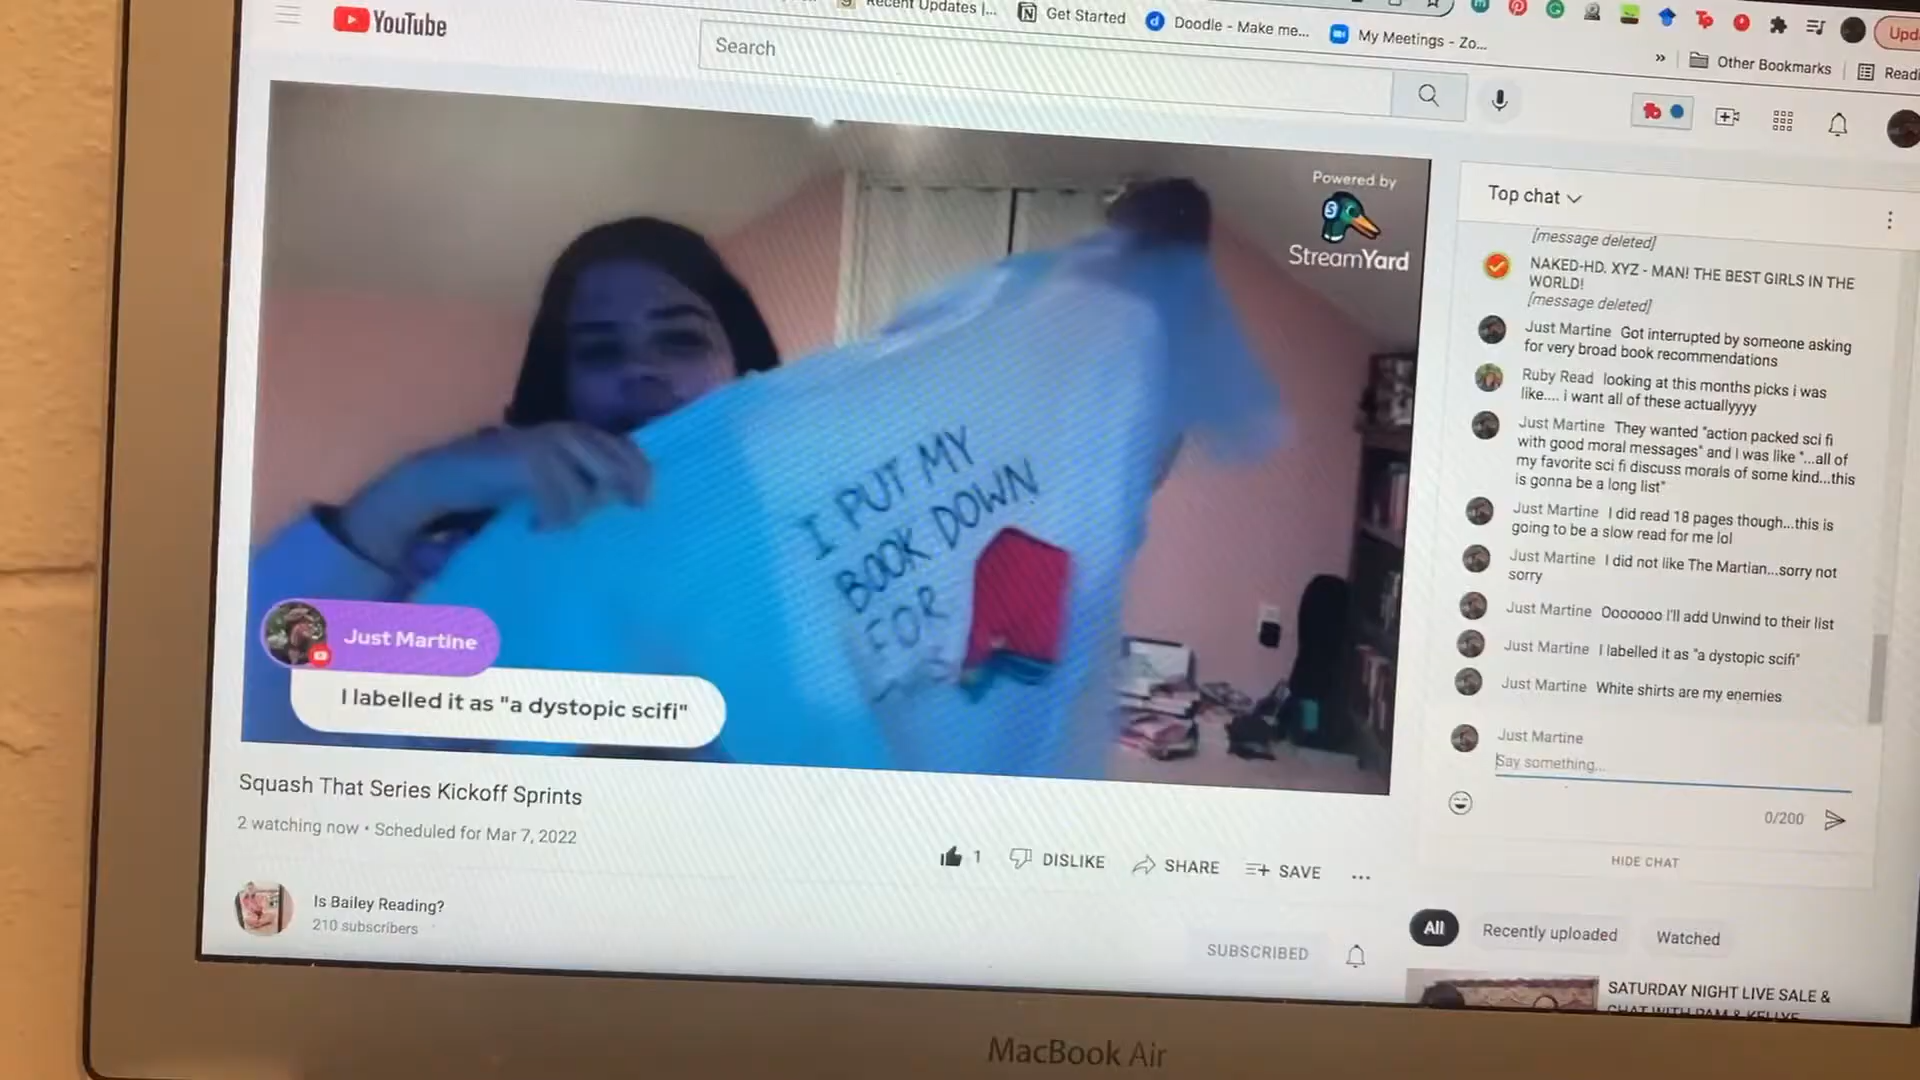 YouTube
Recent Updates |...
Get Started
Doodle - Make me...
My Meetings - Zo...
»
Other Bookmarks
Search
Powered by
StreamYard
I PUT MY
BOOK DOWN
FOR
Just Martine
I labelled it as "a dystopic scifi"
Squash That Series Kickoff Sprints
2 watching now • Scheduled for Mar 7, 2022
1
DISLIKE
SHARE
SAVE
...
Is Bailey Reading?
210 subscribers
SUBSCRIBED
Top chat
[message deleted]
NAKED-HD. XYZ - MAN! THE BEST GIRLS IN THE
WORLD!
[message deleted]
Just Martine Got interrupted by someone asking
for very broad book recommendations
Ruby Read looking at this months picks i was
like.... i want all of these actuallyyyy
Just Martine They wanted "action packed sci fi
with good moral messages" and I was like "...all of
my favorite sci fi discuss morals of some kind...this
is gonna be a long list"
Just Martine I did read 18 pages though...this is
going to be a slow read for me lol
Just Martine I did not like The Martian...sorry not
sorry
Just Martine Ooooooo I'll add Unwind to their list
Just Martine I labelled it as "a dystopic scifi"
Just Martine White shirts are my enemies
Just Martine
Say something...
0/200
HIDE CHAT
All
Recently uploaded
Watched
SATURDAY NIGHT LIVE SALE &
CHAT WITH PAM & KELLYE
MacBook Air